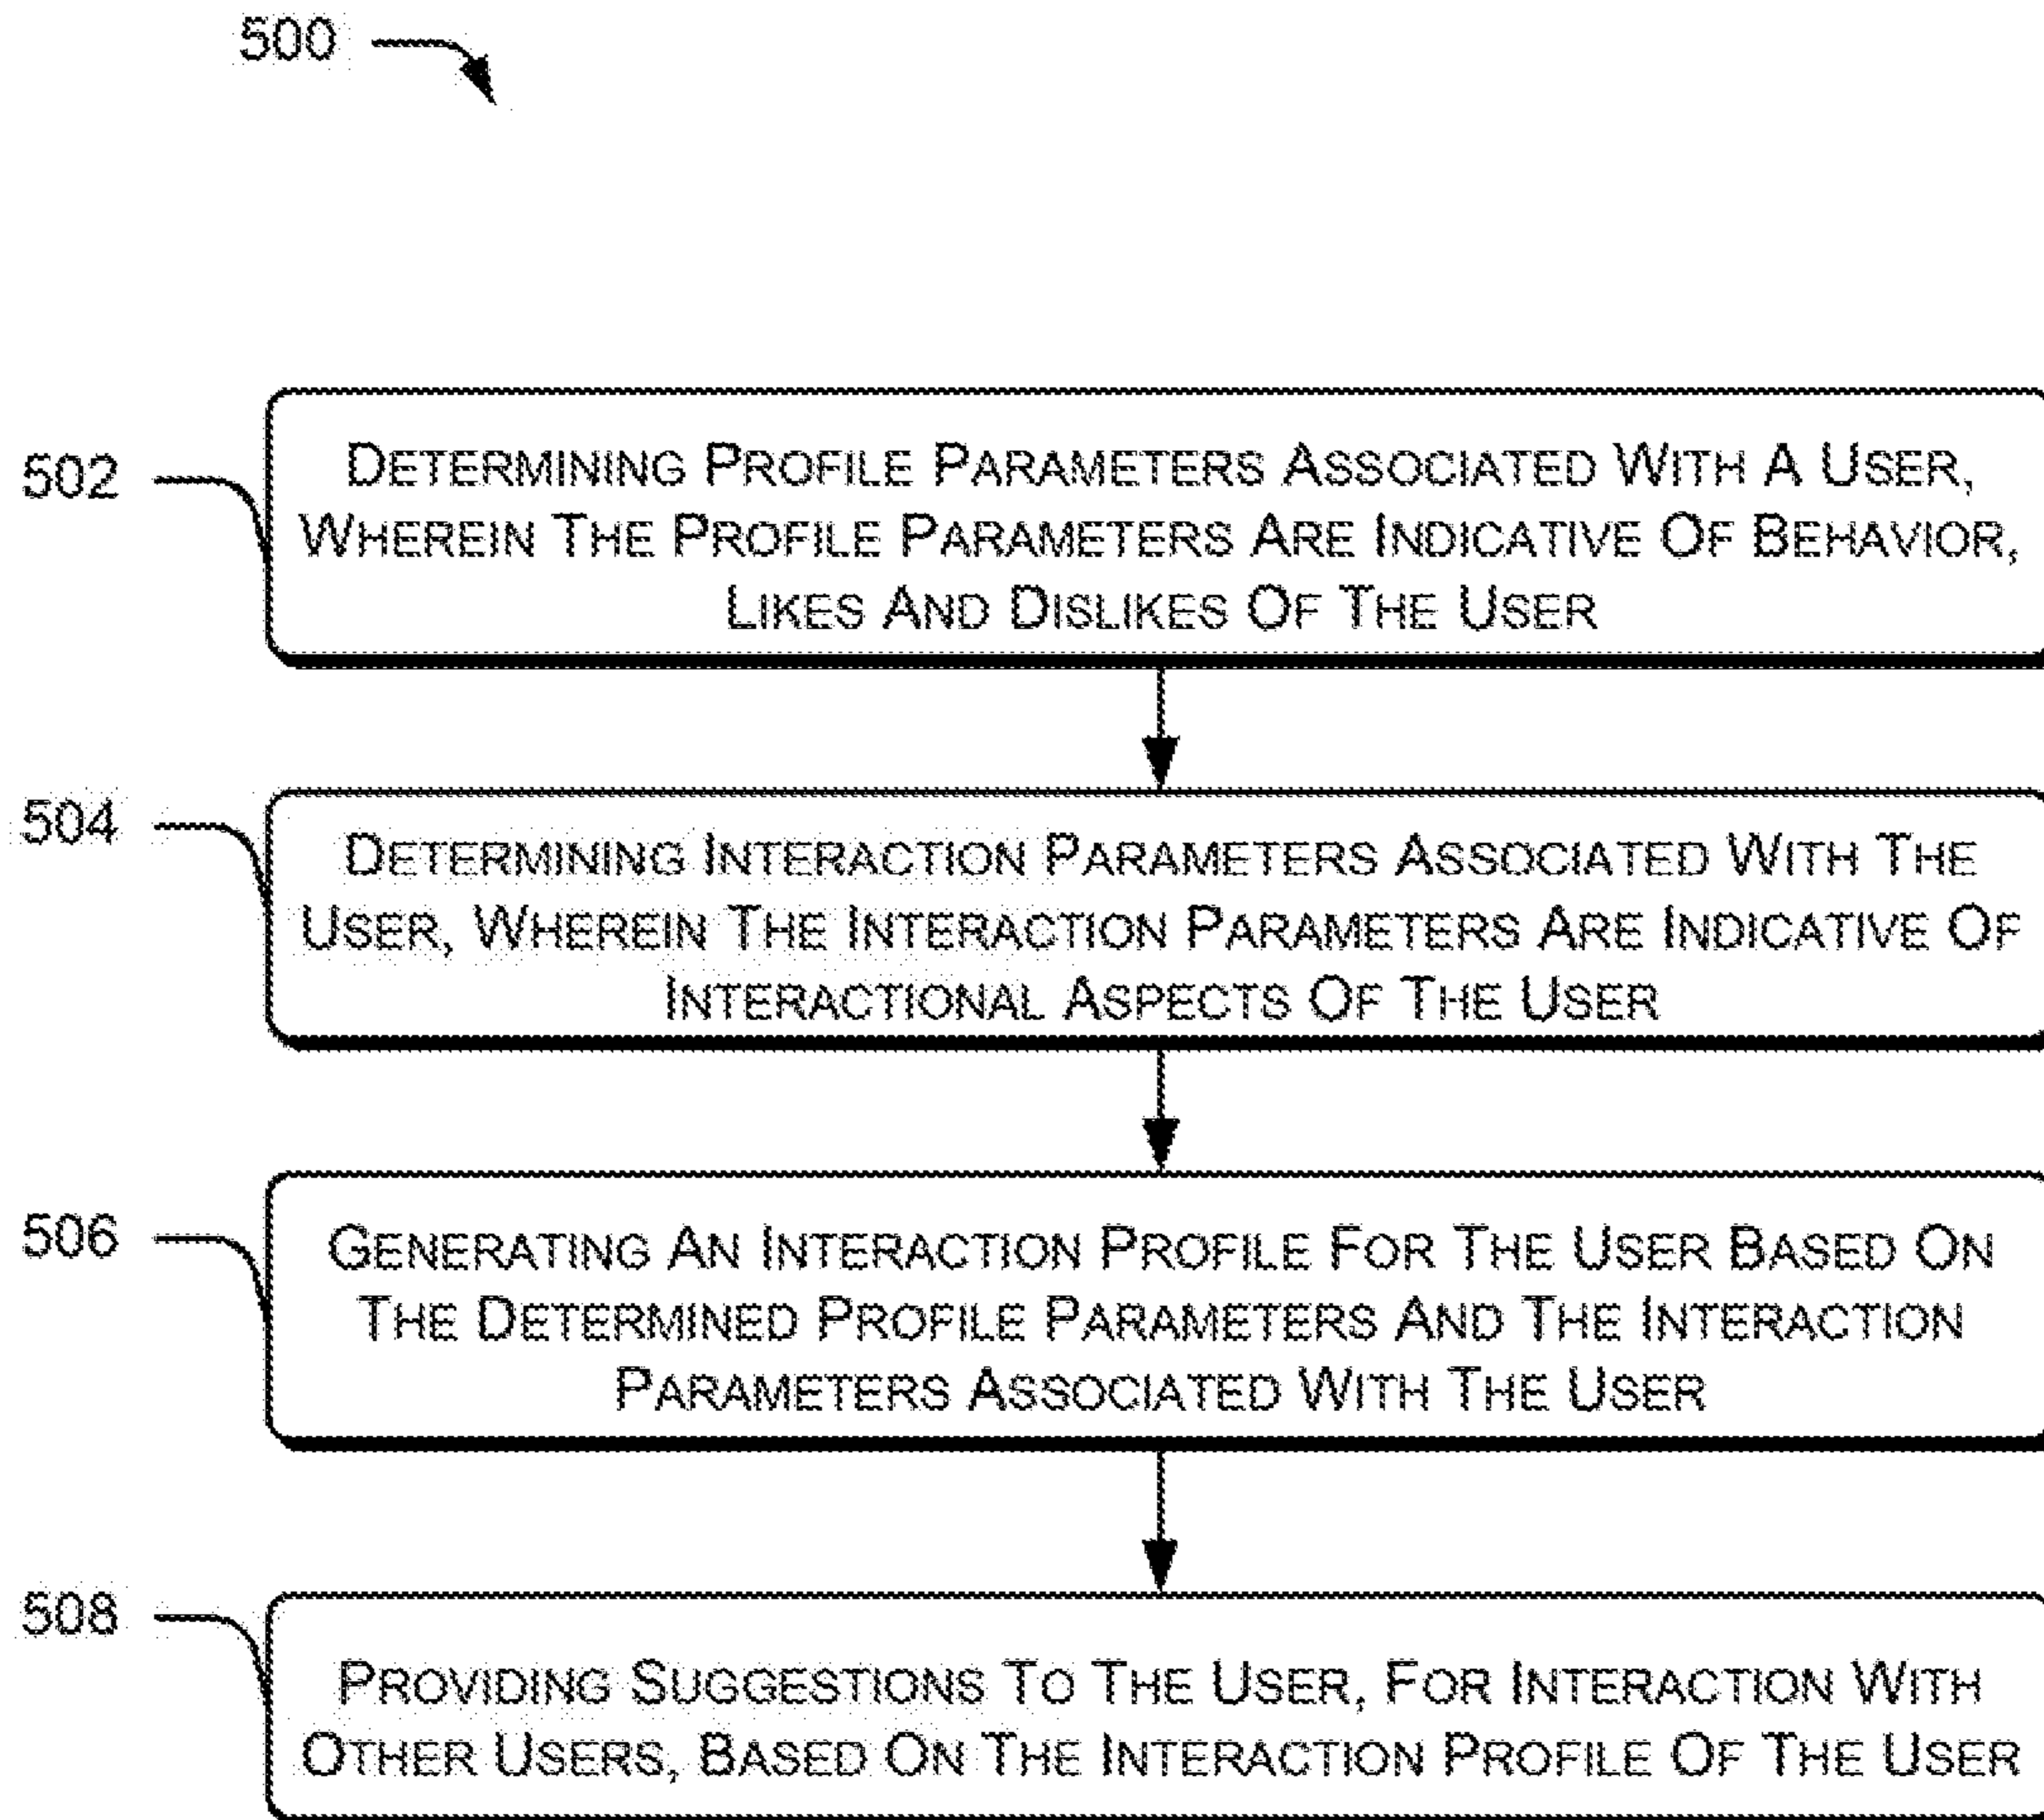 500
502
DETERMINING PROFILE PARAMETERS ASSOCIATED WITH A USER,
WHEREIN THE PROFILE PARAMETERS ARE INDICATIVE OF BEHAVIOR,
LIKES AND DISLIKES OF THE USER
504
DETERMINING INTERACTION PARAMETERS ASSOCIATED WITH THE
USER, WHEREIN THE INTERACTION PARAMETERS ARE INDICATIVE OF
INTERACTIONAL ASPECTS OF THE USER
506
GENERATING AN INTERACTION PROFILE FOR THE USER BASED ON
THE DETERMINED PROFILE PARAMETERS AND THE INTERACTION
PARAMETERS ASSOCIATED WITH THE USER
508
PROVIDING SUGGESTIONS TO THE USER, FOR INTERACTION WITH
OTHER USERS, BASED ON THE INTERACTION PROFILE OF THE USER